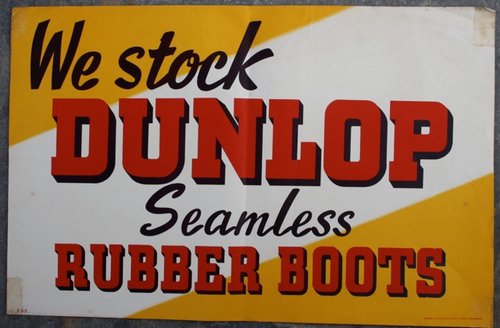 We stock
DUNLOP
Seamless
RUBBER BOOTS